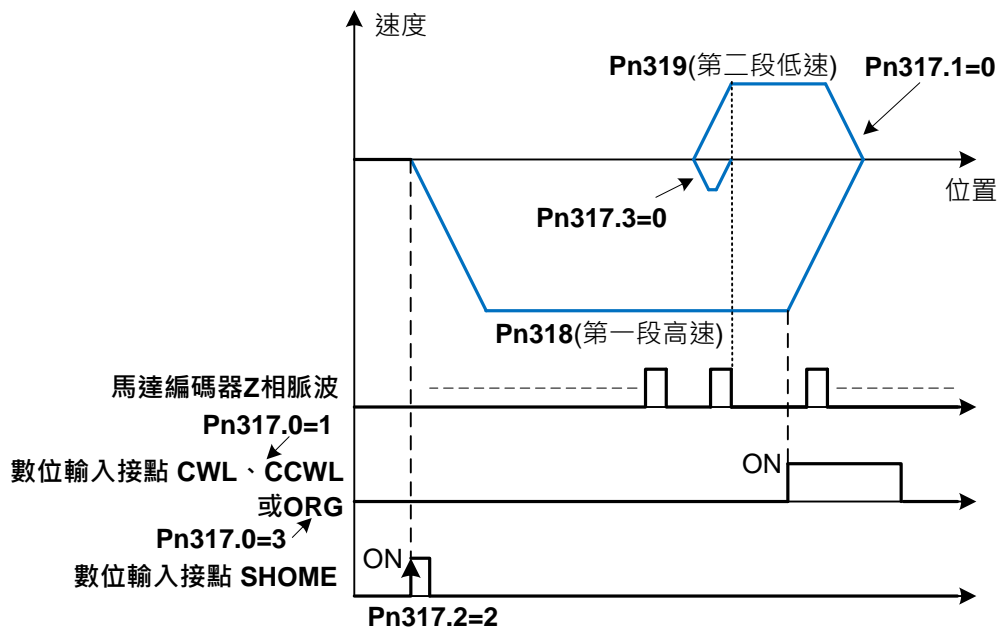 速度
Pn319(第二段低速)
Pn317.1=0
位置
Pn317.3=0
Pn318(第一段高速)
馬達編碼器Z相脈波
Pn317.0=1
數位輸入接點 CWL、CCWL
或ORG
ON
Pn317.0=3
數位輸入接點 SHOME
ON
Pn317.2=2